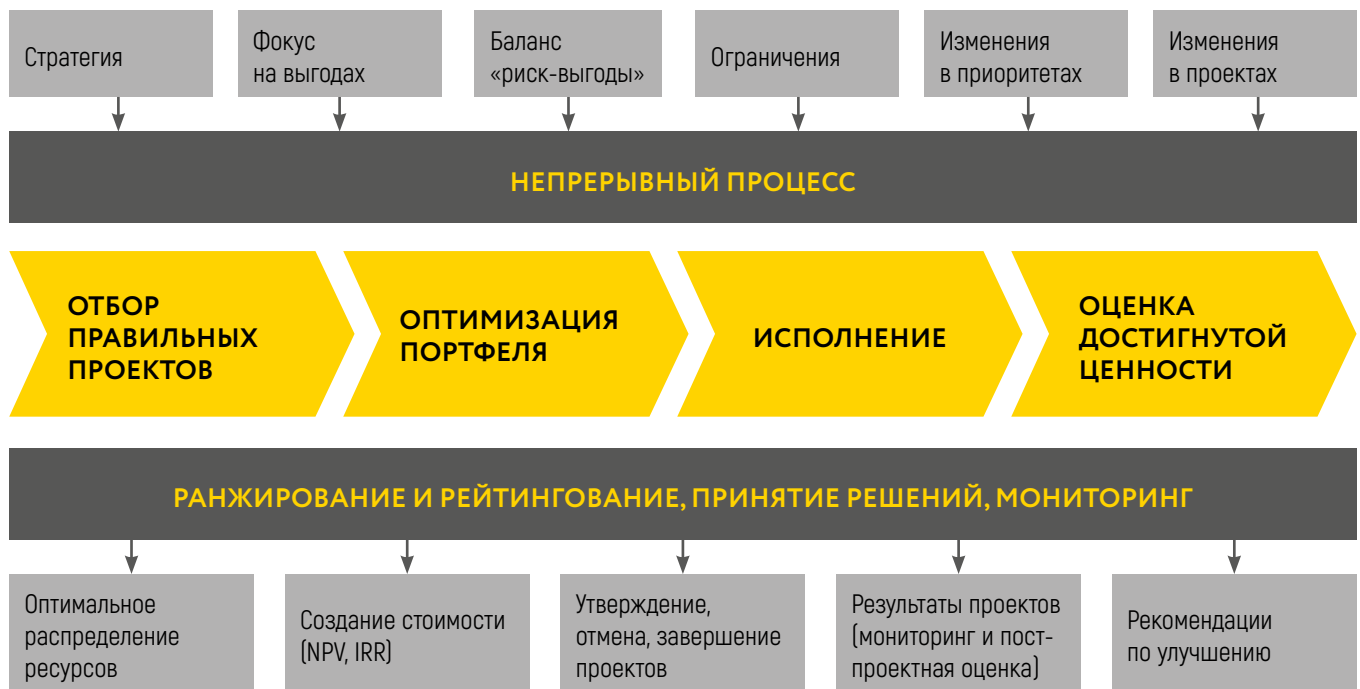 Стратегия
Фокус
на выгодах
Баланс
«риск-выгоды»
Ограничения
Изменения
в приоритетах
Изменения
в проектах
НЕПРЕРЫВНЫЙ ПРОЦЕСС
ОТБОР
ПРАВИЛЬНЫХ
ПРОЕКТОВ
ОПТИМИЗАЦИЯ
ПОРТФЕЛЯ
ИСПОЛНЕНИЕ
ОЦЕНКА
ДОСТИГНУТОЙ
ЦЕННОСТИ
РАНЖИРОВАНИЕ И РЕЙТИНГОВАНИЕ, ПРИНЯТИЕ РЕШЕНИЙ, МОНИТОРИНГ
Оптимальное
распределение
ресурсов
Создание стоимости
(NPV, IRR)
Утверждение,
отмена, завершение
проектов
Результаты проектов
(мониторинг и пост-
проектная оценка)
Рекомендации
по улучшению